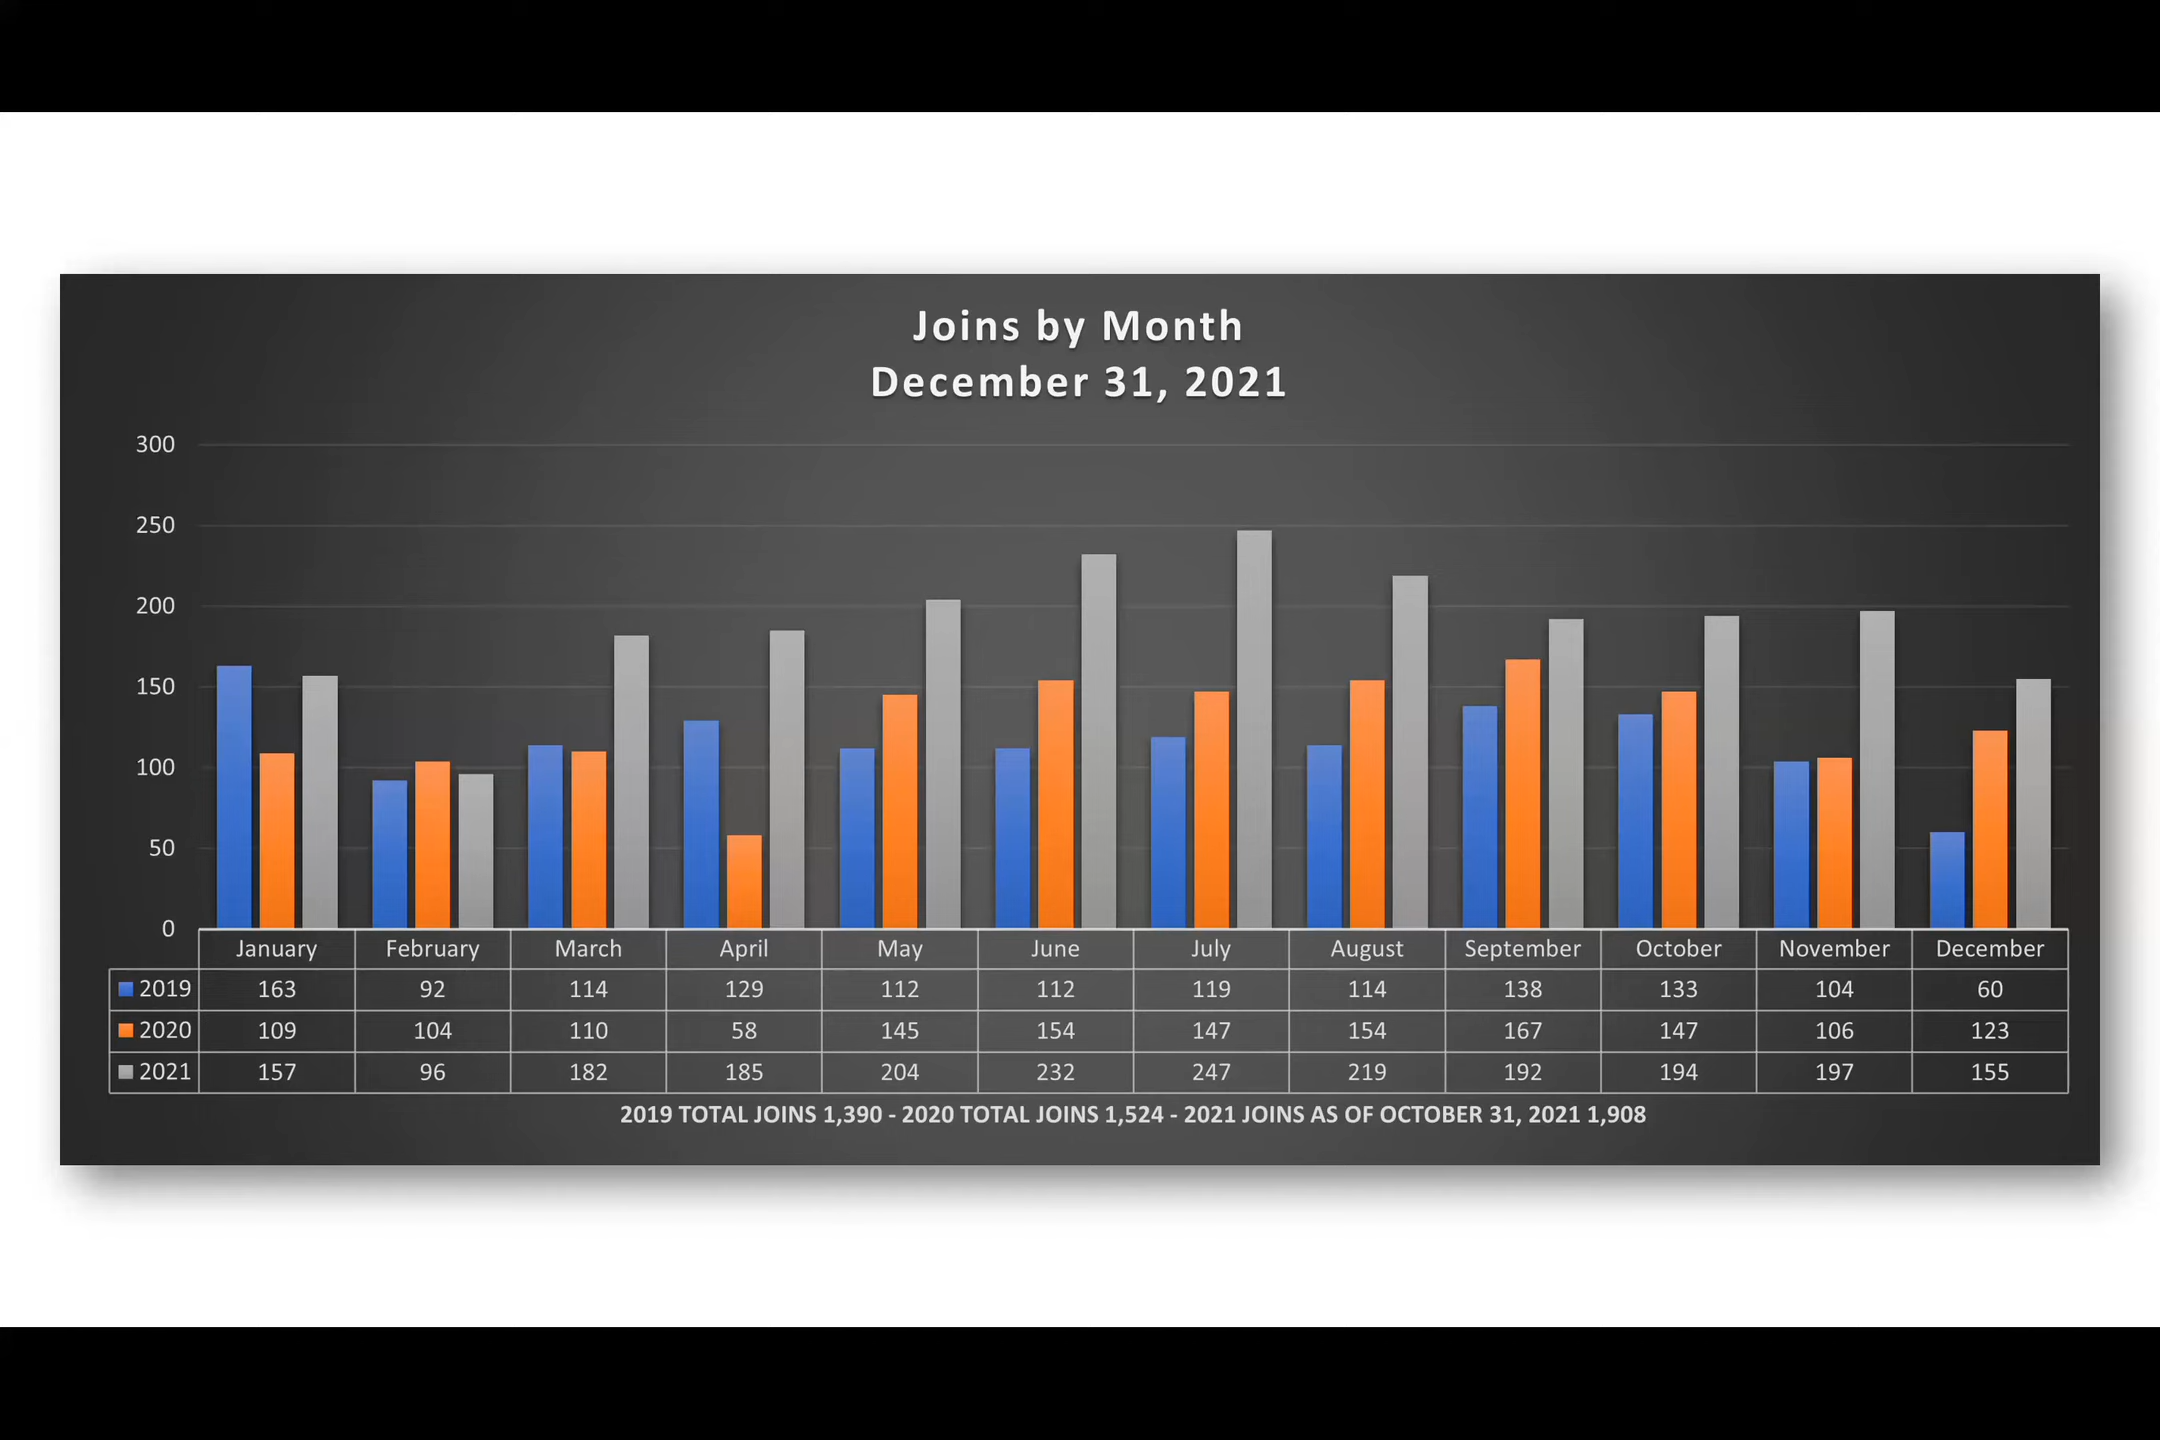 Joins by Month
December 31, 2021
300
250
200
150
100
50
0
January February March April May June July August September October November December
2019 163 92 114 129 112 112 119 114 138 133 104 60
2020 109 104 110 58 145 154 147 154 167 147 106 123
2021 157 96 182 185 204 232 247 219 192 194 197 155
2019 TOTAL JOINS 1,390 - 2020 TOTAL JOINS 1,524 - 2021 JOINS AS OF OCTOBER 31, 2021 1,908